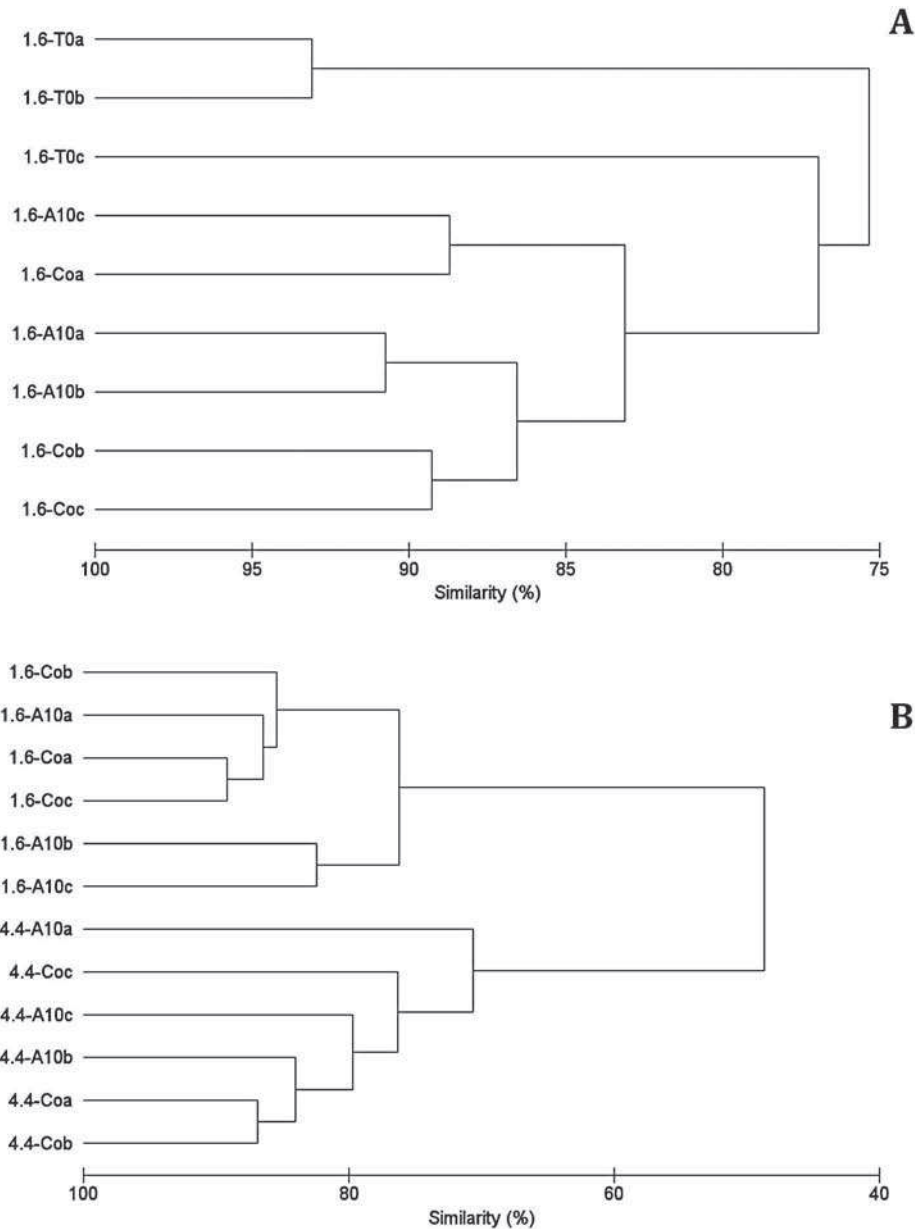 A
1.6-T0a
1.6-T0b
1.6-T0c
1.6-A10c
1.6-Coa
1.6-A10a
1.6-A10b
1.6-Cob
1.6-Coc
100 95 90 85 80 75
Similarity (%)
1.6-Cob
B
1.6-A10a
1.6-Coa
1.6-Coc
1.6-A10b
1.6-A10c
4.4-A10a
4.4-Coc
4.4-A10c
4.4-A10b
4.4-Coa
4.4-Cob
100 80 60 40
Similarity (%)